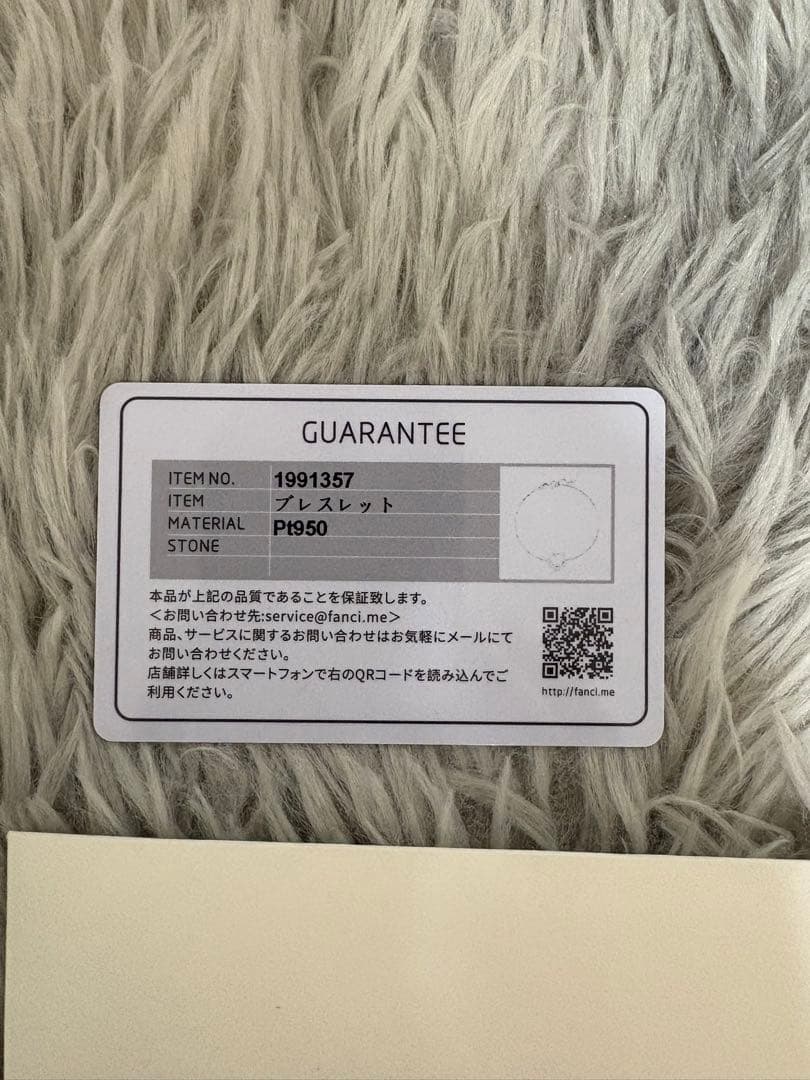 GUARANTEE
ITEM NO. 1991357
ITEM ブレスレット
MATERIAL Pt950
STONE
本品が上記の品質であることを保証致します。
＜お問い合わせ先:service@fanci.me＞
商品、サービスに関するお問い合わせはお気軽にメールにて
お問い合わせください。
店舗詳しくはスマートフォンで右のQRコードを読み込んでご
利用ください。
http://fanci.me